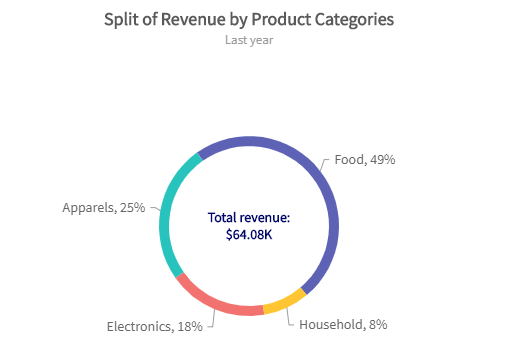 Split of Revenue by Product Categories
Last year
Food, 49%
Apparels, 25%
Total revenue:
$64.08K
Electronics, 18%
Household, 8%